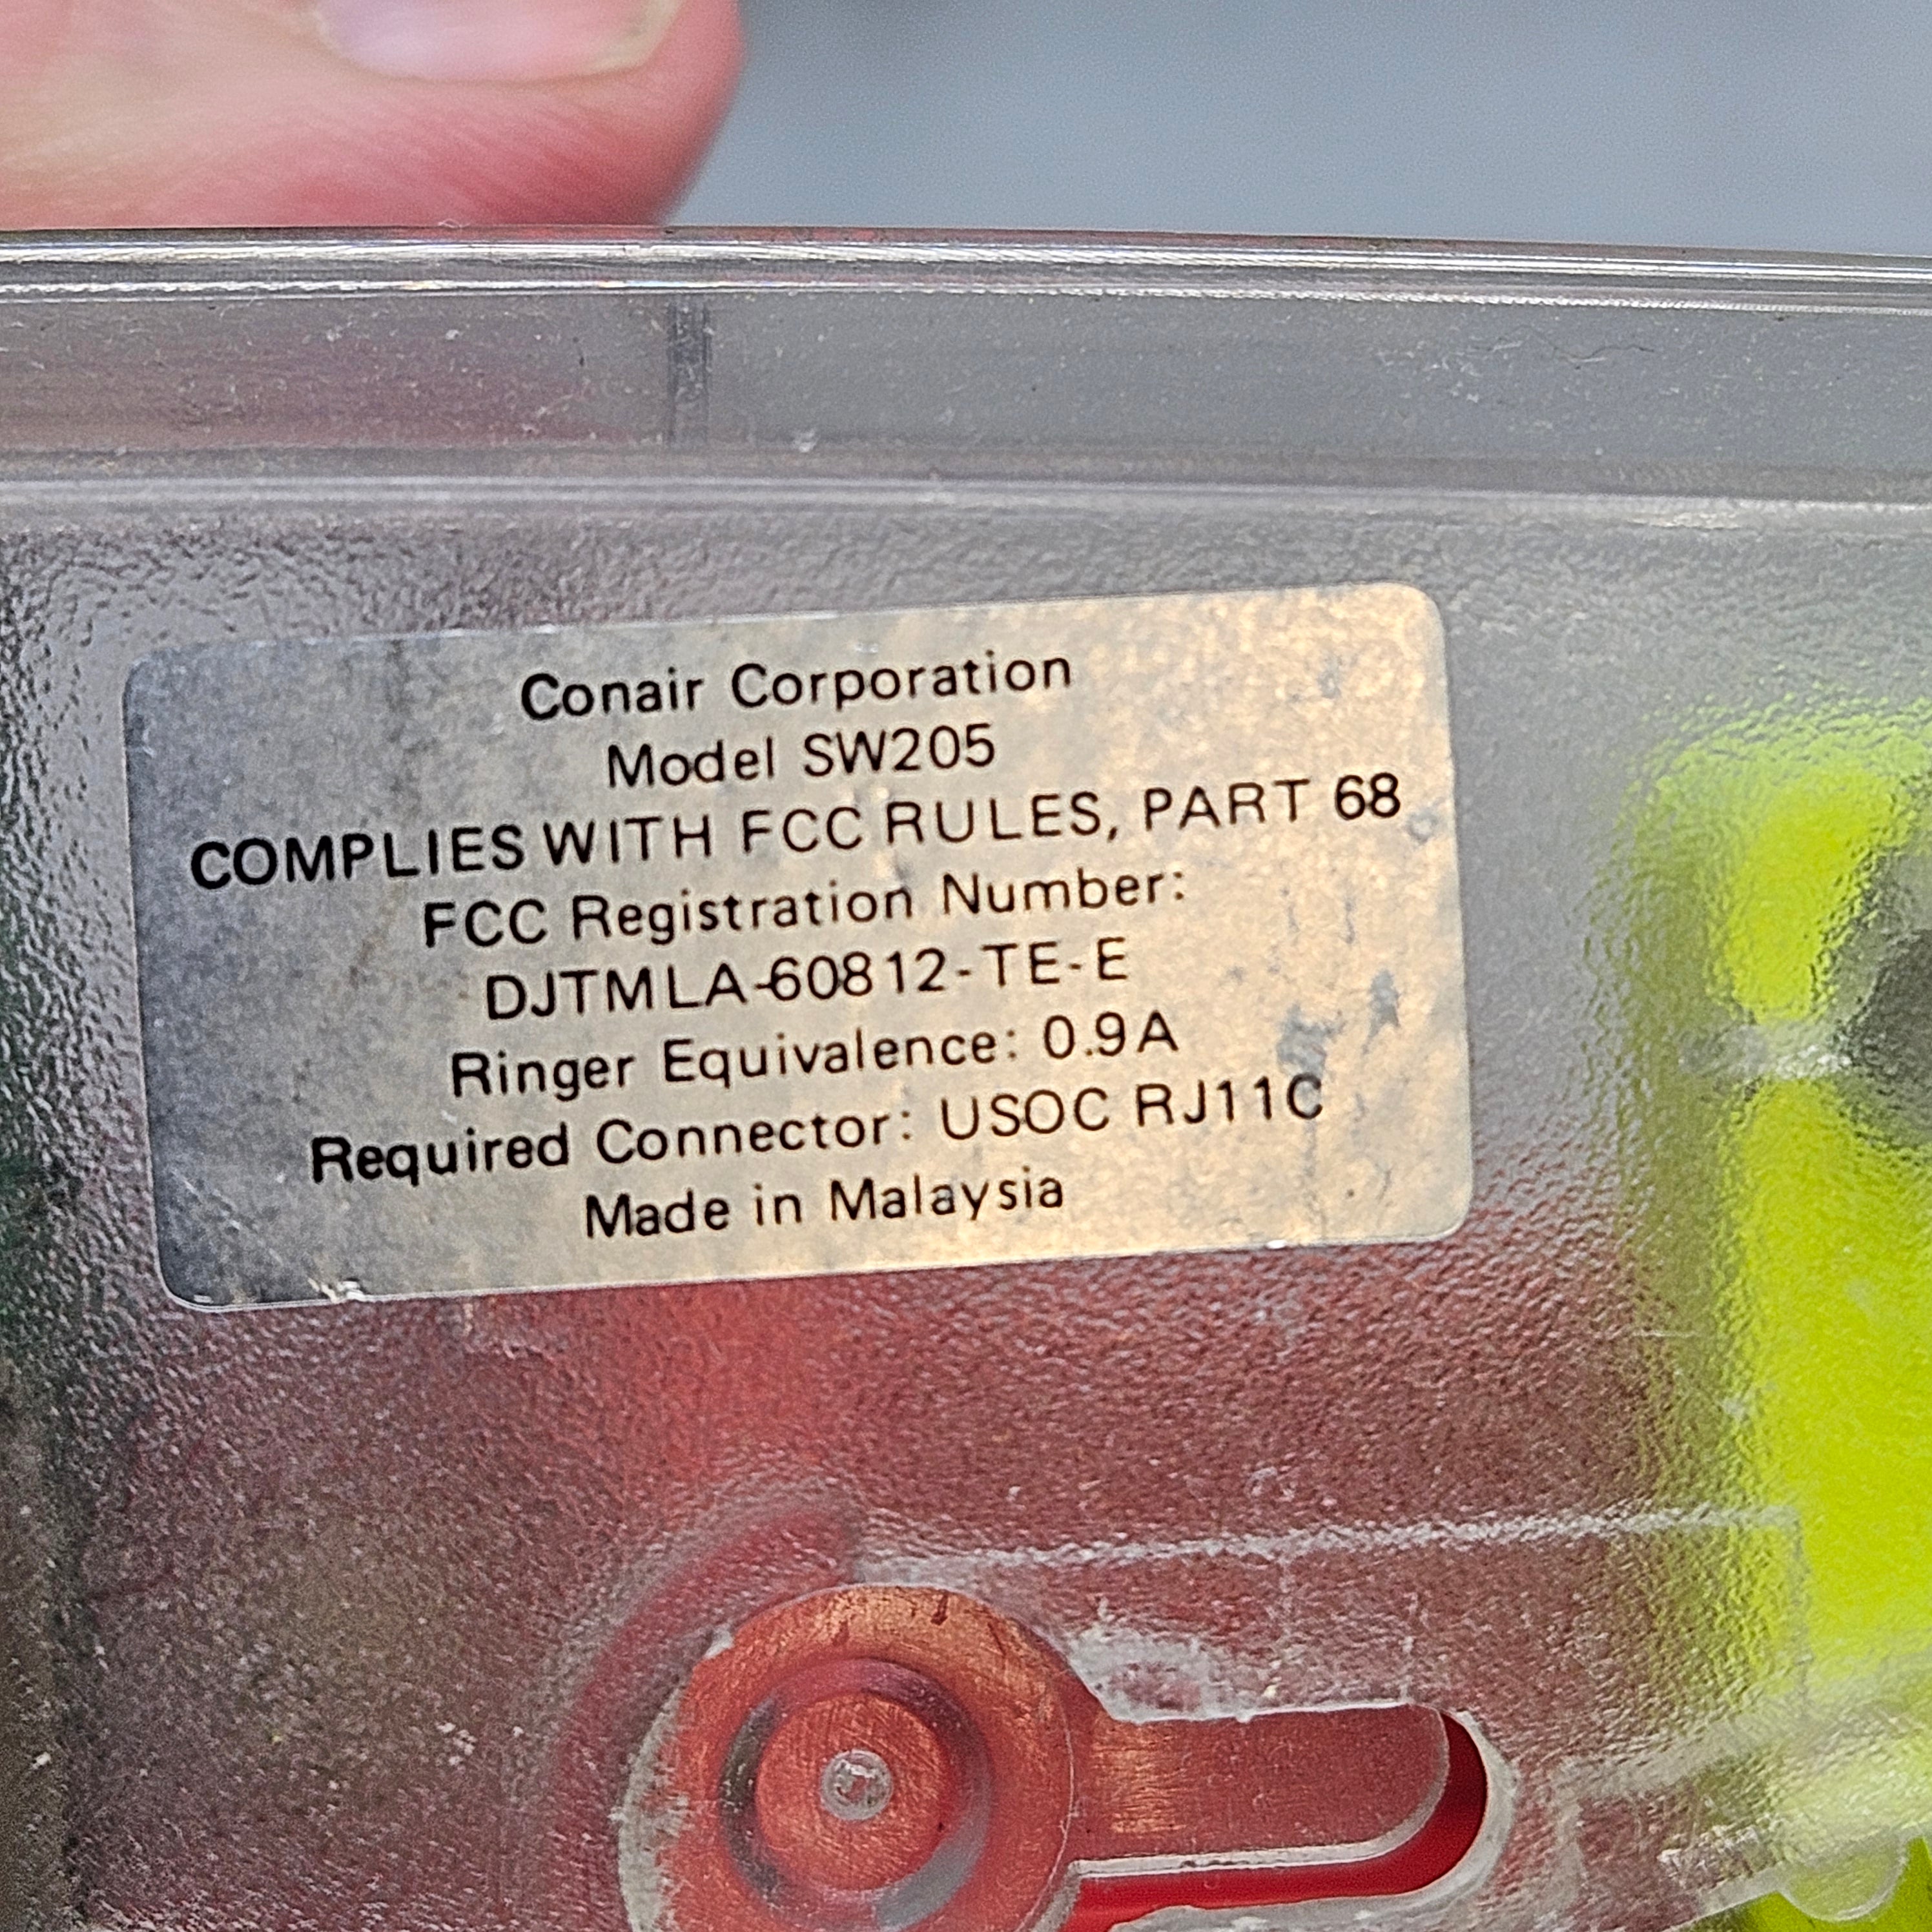 Conair Corporation
Model SW205
COMPLIES WITH FCC RULES, PART 68
FCC Registration Number:
DJTMLA-60812-TE-E
Ringer Equivalence: 0.9A
Required Connector: USOC RJ11C
Made in Malaysia